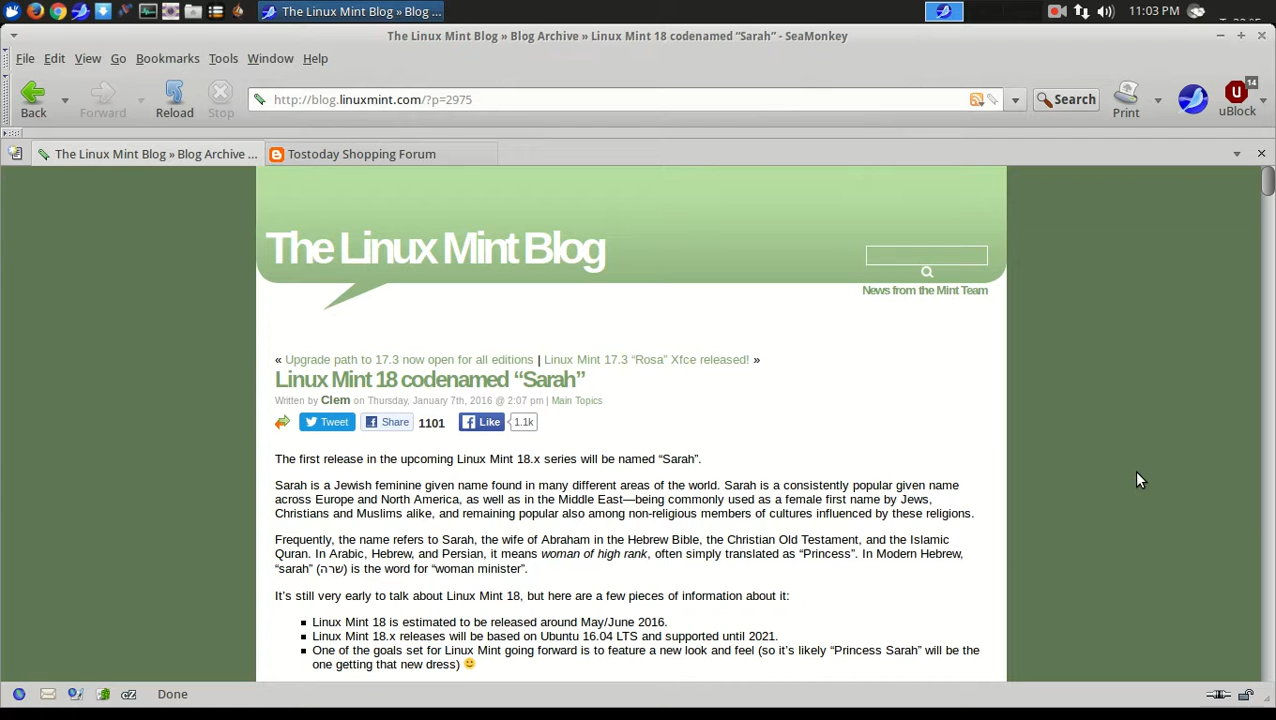 The Linux Mint Blog » Blog ...
11:03 PM
The Linux Mint Blog » Blog Archive » Linux Mint 18 codenamed “Sarah” - SeaMonkey
File Edit View Go Bookmarks Tools Window Help
http://blog.linuxmint.com/?p=2975
Search
14
Back Forward Reload Stop Print uBlock
The Linux Mint Blog » Blog Archive ... Tostoday Shopping Forum
The Linux Mint Blog
News from the Mint Team
« Upgrade path to 17.3 now open for all editions | Linux Mint 17.3 “Rosa” Xfce released! »
Linux Mint 18 codenamed “Sarah”
Written by Clem on Thursday, January 7th, 2016 @ 2:07 pm | Main Topics
Tweet Share 1101 Like 1.1k
The first release in the upcoming Linux Mint 18.x series will be named “Sarah”.
Sarah is a Jewish feminine given name found in many different areas of the world. Sarah is a consistently popular given name
across Europe and North America, as well as in the Middle East—being commonly used as a female first name by Jews,
Christians and Muslims alike, and remaining popular also among non-religious members of cultures influenced by these religions.
Frequently, the name refers to Sarah, the wife of Abraham in the Hebrew Bible, the Christian Old Testament, and the Islamic
Quran. In Arabic, Hebrew, and Persian, it means woman of high rank, often simply translated as “Princess”. In Modern Hebrew,
“sarah” (שרה) is the word for “woman minister”.
It’s still very early to talk about Linux Mint 18, but here are a few pieces of information about it:
Linux Mint 18 is estimated to be released around May/June 2016.
Linux Mint 18.x releases will be based on Ubuntu 16.04 LTS and supported until 2021.
One of the goals set for Linux Mint going forward is to feature a new look and feel (so it’s likely “Princess Sarah” will be the
one getting that new dress) 🙂
Done